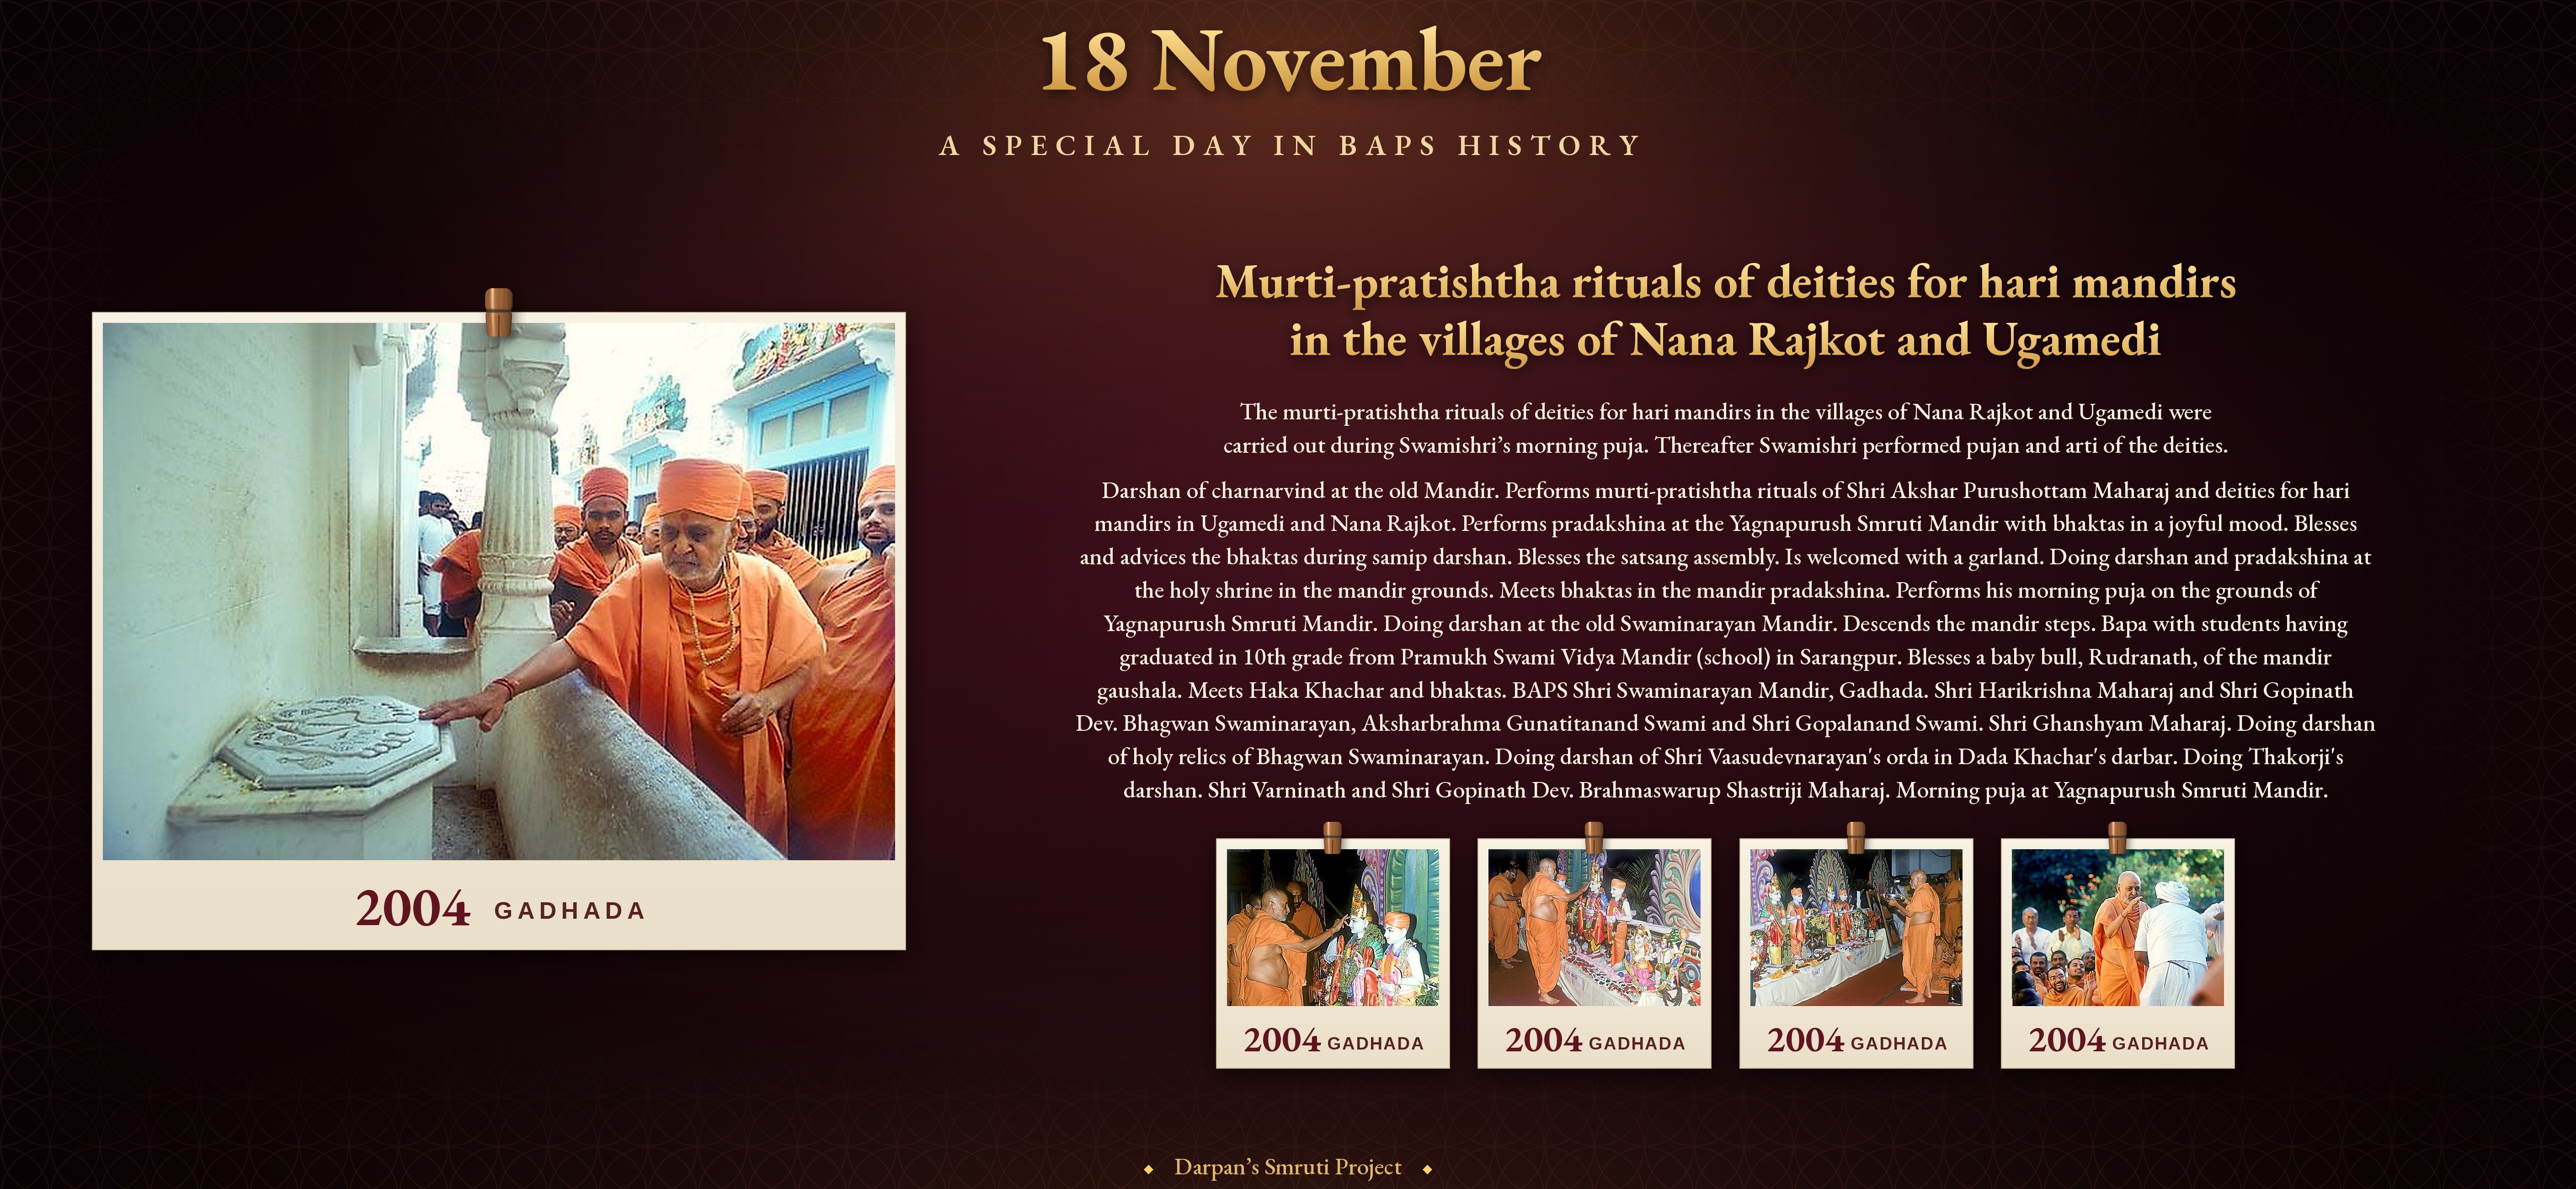 18 November
A SPECIAL DAY IN BAPS HISTORY
Murti-pratishtha rituals of deities for hari mandirs
in the villages of Nana Rajkot and Ugamedi
The murti-pratishtha rituals of deities for hari mandirs in the villages of Nana Rajkot and Ugamedi were
carried out during Swamishri’s morning puja. Thereafter Swamishri performed pujan and arti of the deities.
Darshan of charnarvind at the old Mandir. Performs murti-pratishtha rituals of Shri Akshar Purushottam Maharaj and deities for hari
mandirs in Ugamedi and Nana Rajkot. Performs pradakshina at the Yagnapurush Smruti Mandir with bhaktas in a joyful mood. Blesses
and advices the bhaktas during samip darshan. Blesses the satsang assembly. Is welcomed with a garland. Doing darshan and pradakshina at
the holy shrine in the mandir grounds. Meets bhaktas in the mandir pradakshina. Performs his morning puja on the grounds of
Yagnapurush Smruti Mandir. Doing darshan at the old Swaminarayan Mandir. Descends the mandir steps. Bapa with students having
graduated in 10th grade from Pramukh Swami Vidya Mandir (school) in Sarangpur. Blesses a baby bull, Rudranath, of the mandir
gaushala. Meets Haka Khachar and bhaktas. BAPS Shri Swaminarayan Mandir, Gadhada. Shri Harikrishna Maharaj and Shri Gopinath
Dev. Bhagwan Swaminarayan, Aksharbrahma Gunatitanand Swami and Shri Gopalanand Swami. Shri Ghanshyam Maharaj. Doing darshan
of holy relics of Bhagwan Swaminarayan. Doing darshan of Shri Vaasudevnarayan's orda in Dada Khachar's darbar. Doing Thakorji's
darshan. Shri Varninath and Shri Gopinath Dev. Brahmaswarup Shastriji Maharaj. Morning puja at Yagnapurush Smruti Mandir.
2004 GADHADA
2004 GADHADA
2004 GADHADA
2004 GADHADA
2004 GADHADA
Darpan’s Smruti Project